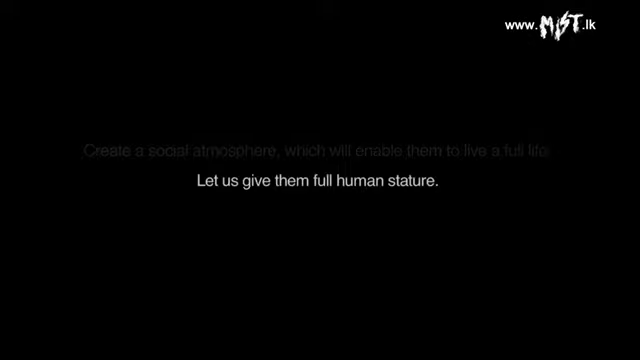 www.MIST.lk
Create a social atmosphere, which will enable them to live a full life
Let us give them full human stature.